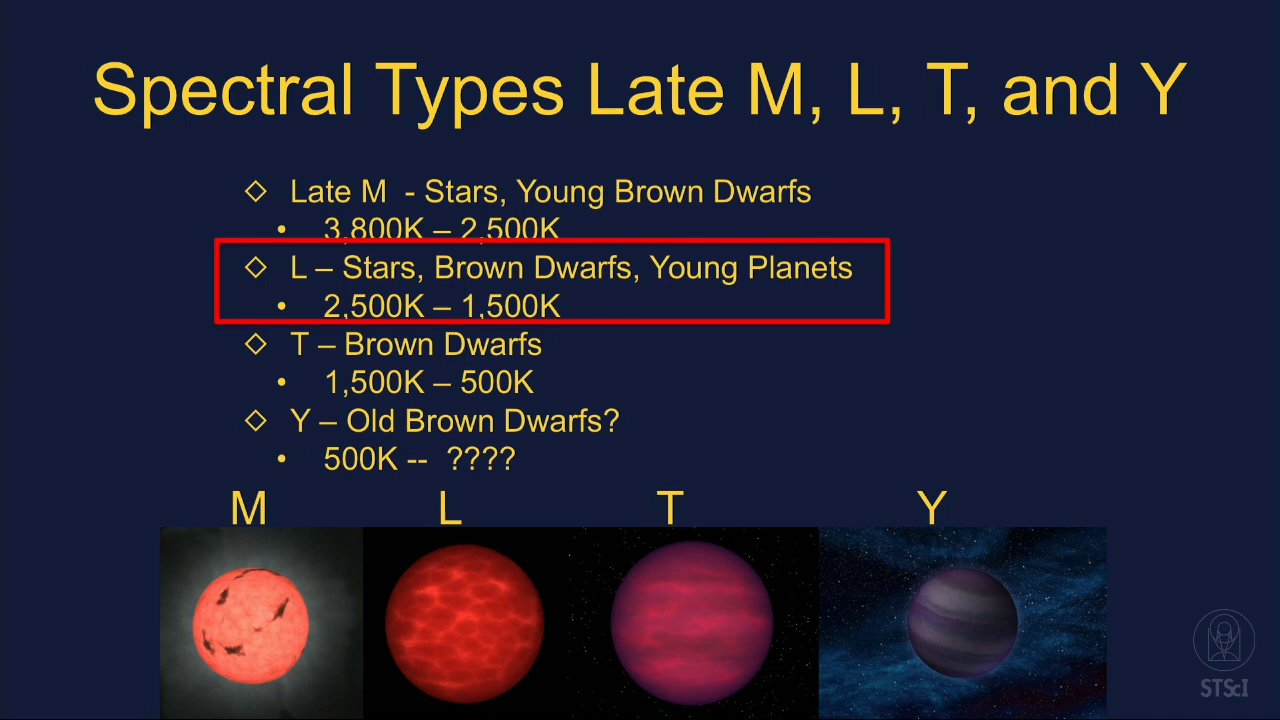 Spectral Types Late M, L, T, and Y
◇ Late M - Stars, Young Brown Dwarfs
• 3,800K – 2,500K
◇ L – Stars, Brown Dwarfs, Young Planets
• 2,500K – 1,500K
◇ T – Brown Dwarfs
• 1,500K – 500K
◇ Y – Old Brown Dwarfs?
• 500K -- ????
M L T Y
STScI